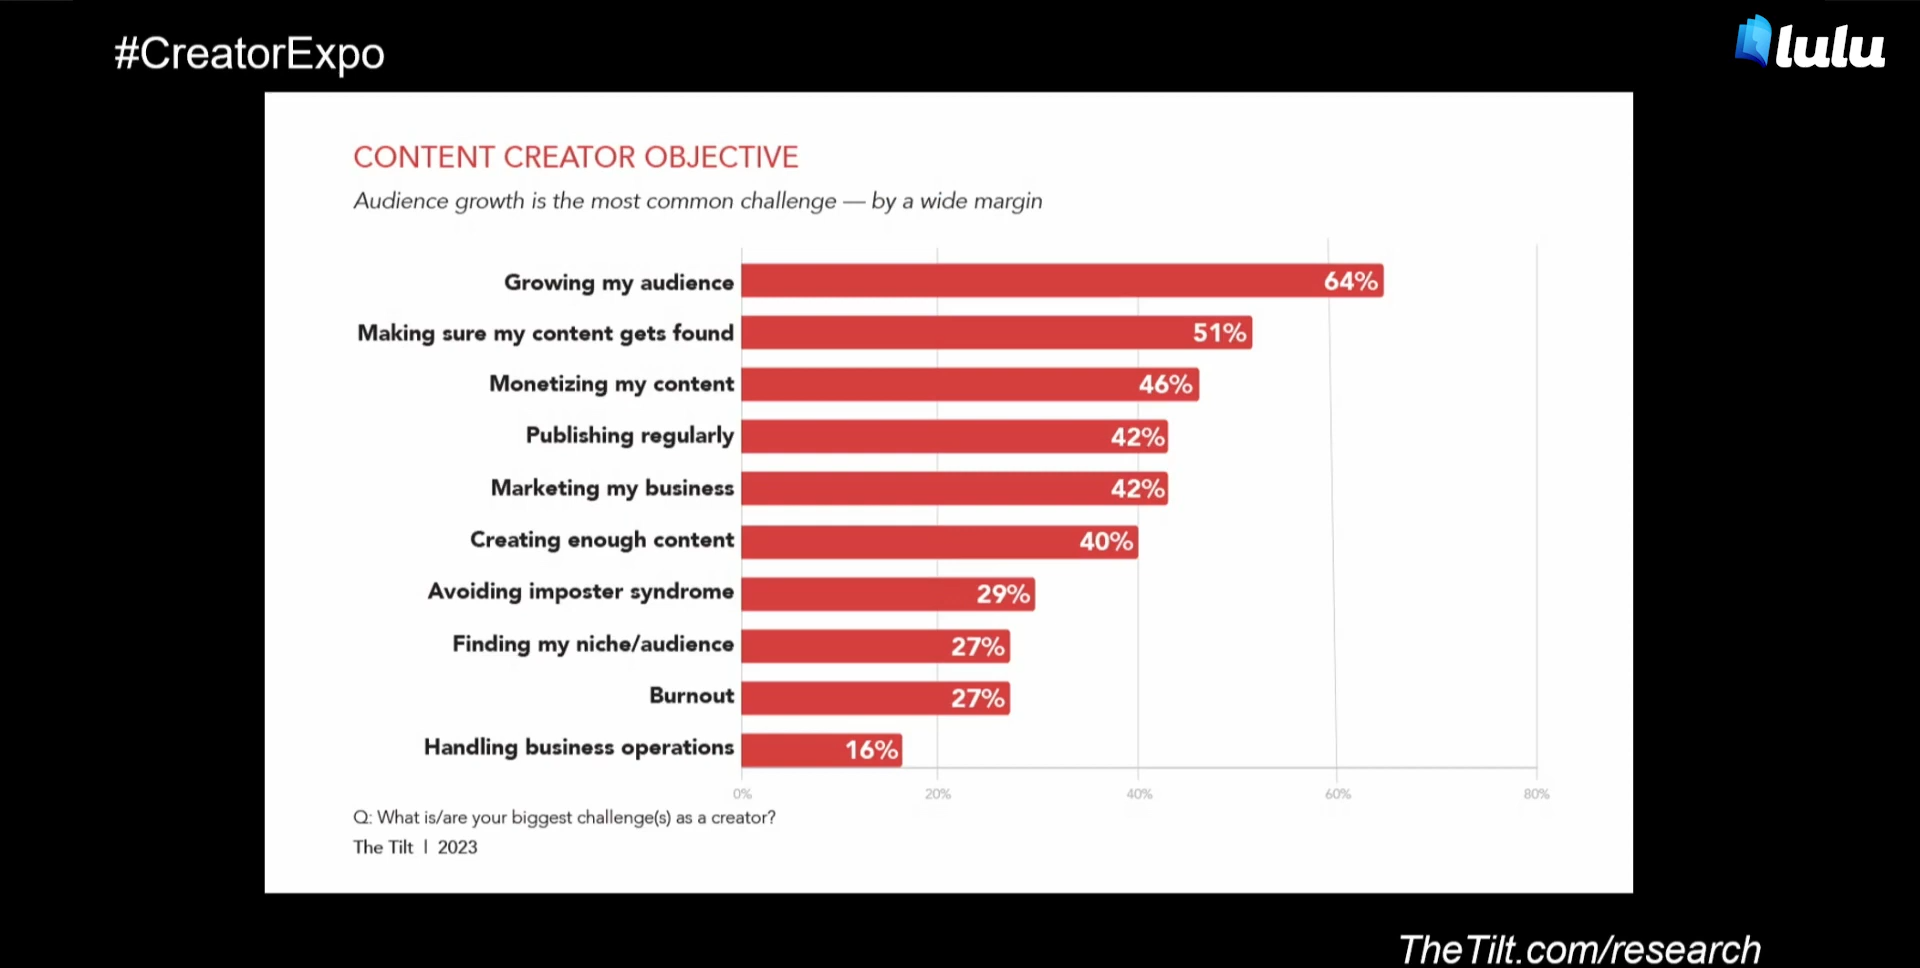 #CreatorExpo
lulu
CONTENT CREATOR OBJECTIVE
Audience growth is the most common challenge — by a wide margin
Growing my audience 64%
Making sure my content gets found 51%
Monetizing my content 46%
Publishing regularly 42%
Marketing my business 42%
Creating enough content 40%
Avoiding imposter syndrome 29%
Finding my niche/audience 27%
Burnout 27%
Handling business operations 16%
0% 20% 40% 60% 80%
Q: What is/are your biggest challenge(s) as a creator?
The Tilt | 2023
TheTilt.com/research